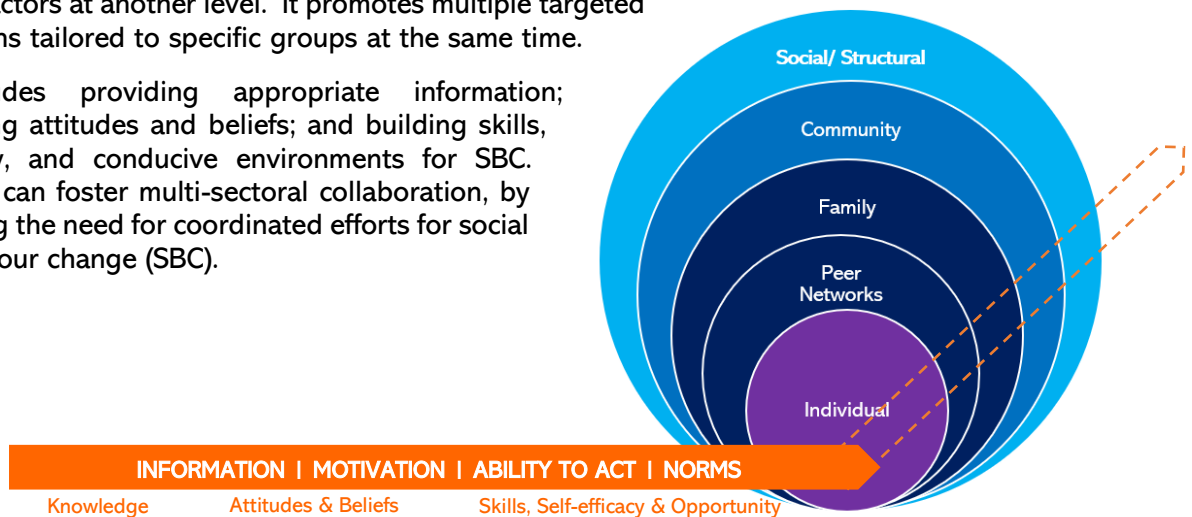 actors at another level. It promotes multiple targeted
ns tailored to specific groups at the same time.
des providing appropriate information;
g attitudes and beliefs; and building skills,
y, and conducive environments for SBC.
can foster multi-sectoral collaboration, by
g the need for coordinated efforts for social
our change (SBC).
Social/ Structural
Community
Family
Peer
Networks
Individual
INFORMATION | MOTIVATION | ABILITY TO ACT | NORMS
Knowledge Attitudes & Beliefs Skills, Self-efficacy & Opportunity